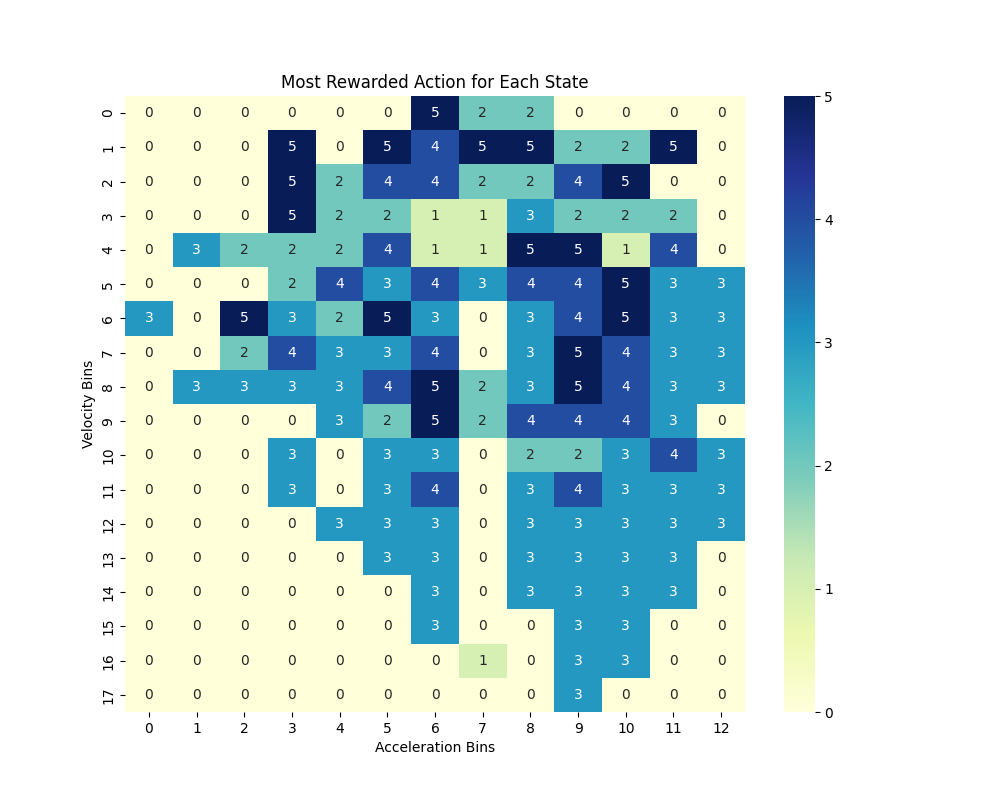 Most Rewarded Action for Each State
0 0 0 0 0 0 0 5 2 2 0 0 0 0
1 0 0 0 5 0 5 4 5 5 2 2 5 0
2 0 0 0 5 2 4 4 2 2 4 5 0 0
3 0 0 0 5 2 2 1 1 3 2 2 2 0
4 0 3 2 2 2 4 1 1 5 5 1 4 0
5 0 0 0 2 4 3 4 3 4 4 5 3 3
6 3 0 5 3 2 5 3 0 3 4 5 3 3
7 0 0 2 4 3 3 4 0 3 5 4 3 3
8 0 3 3 3 3 4 5 2 3 5 4 3 3
9 0 0 0 0 3 2 5 2 4 4 4 3 0
10 0 0 0 3 0 3 3 0 2 2 3 4 3
11 0 0 0 3 0 3 4 0 3 4 3 3 3
12 0 0 0 0 3 3 3 0 3 3 3 3 3
13 0 0 0 0 0 3 3 0 3 3 3 3 0
14 0 0 0 0 0 0 3 0 3 3 3 3 0
15 0 0 0 0 0 0 3 0 0 3 3 0 0
16 0 0 0 0 0 0 0 1 0 3 3 0 0
17 0 0 0 0 0 0 0 0 0 3 0 0 0
0 1 2 3 4 5 6 7 8 9 10 11 12
Acceleration Bins
Velocity Bins
5
4
3
2
1
0